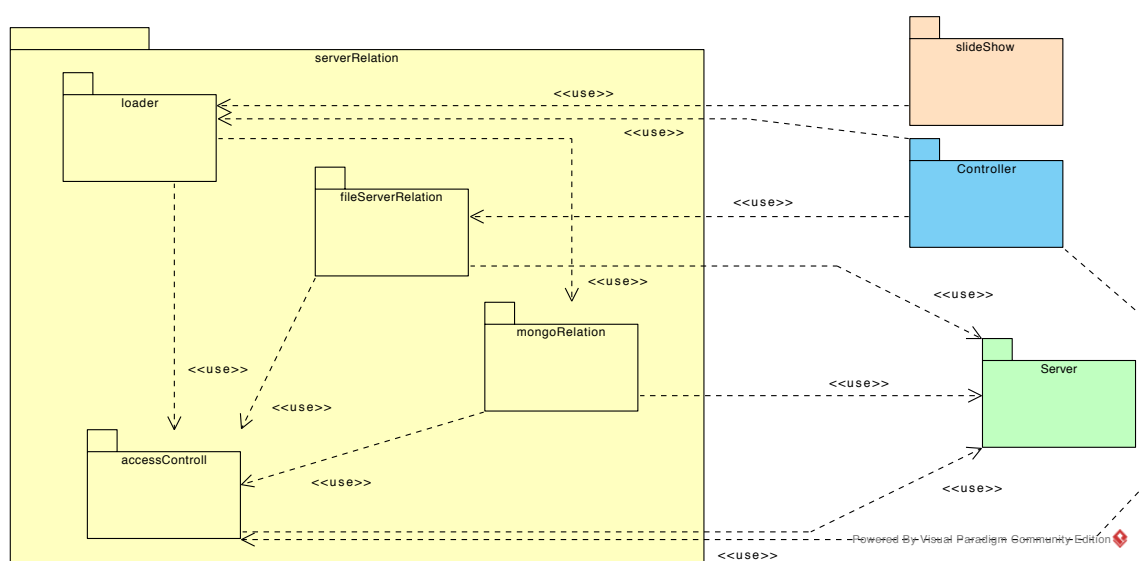 slideShow
serverRelation
<<use>>
loader
<<use>>
Controller
fileServerRelation
<<use>>
<<use>>
<<use>>
mongoRelation
Server
<<use>>
<<use>>
<<use>>
accessControll
<<use>>
<<use>>
Powered By Visual Paradigm Community Edition
<<use>>